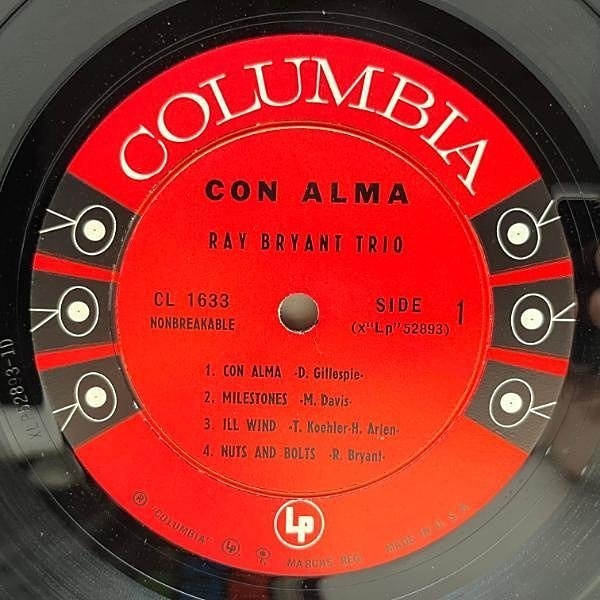 COLUMBIA
CON ALMA
RAY BRYANT TRIO
CL 1633
NONBREAKABLE
SIDE 1
(x"Lp" 52893)
1. CON ALMA -D. Gillespie-
2. MILESTONES -M. Davis-
3. ILL WIND -T. Koehler-H. Arlen-
4. NUTS AND BOLTS -R. Bryant-
Lp
® "COLUMBIA" Lp MARCAS REG. MADE IN U. S. A.
XLP52893-1D